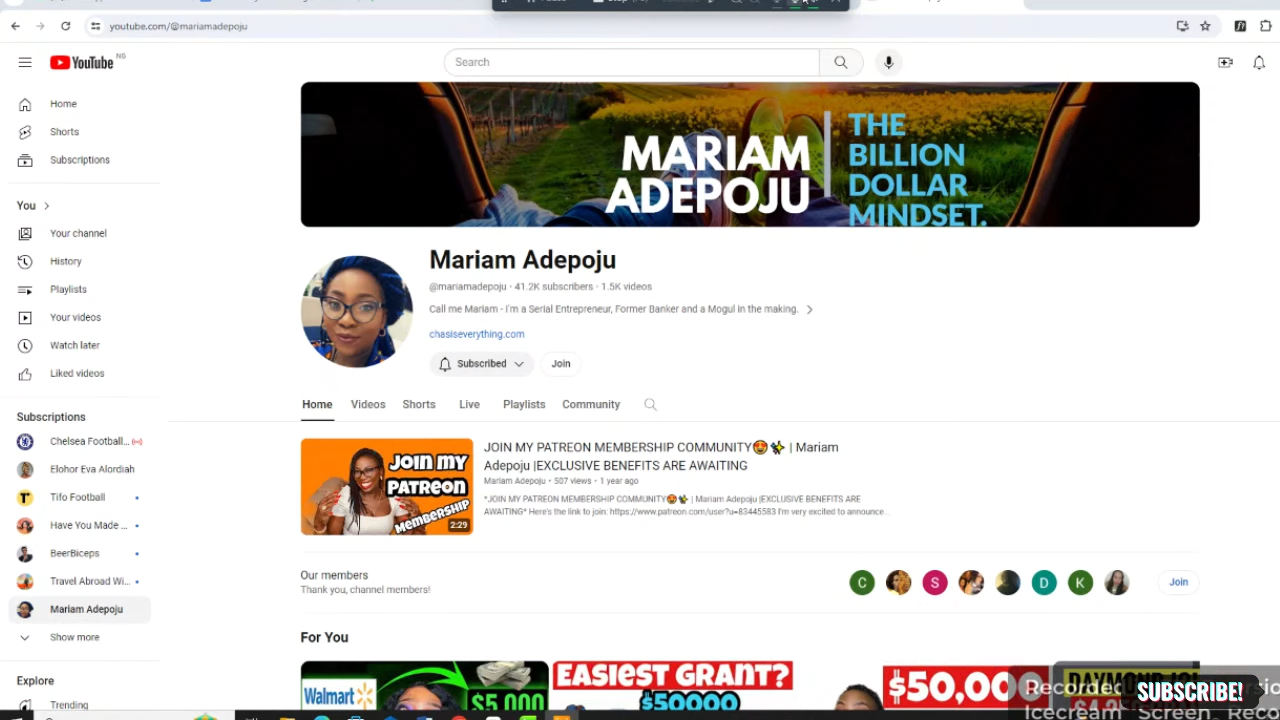 youtube.com/@mariamadepoju
YouTube NG
Search
Home
Shorts
Subscriptions
You
Your channel
History
Playlists
Your videos
Watch later
Liked videos
Subscriptions
Chelsea Football...
Elohor Eva Alordiah
Tifo Football
Have You Made ...
BeerBiceps
Travel Abroad Wi...
Mariam Adepoju
Show more
Explore
Trending
MARIAM
ADEPOJU
THE
BILLION
DOLLAR
MINDSET.
Mariam Adepoju
@mariamadepoju · 41.2K subscribers · 1.5K videos
Call me Mariam - I'm a Serial Entrepreneur, Former Banker and a Mogul in the making.
chasiseverything.com
Subscribed
Join
Home Videos Shorts Live Playlists Community
JOIN MY
PATREON
MEMBERSHIP
2:29
JOIN MY PATREON MEMBERSHIP COMMUNITY😍✨ | Mariam
Adepoju |EXCLUSIVE BENEFITS ARE AWAITING
Mariam Adepoju · 507 views · 1 year ago
*JOIN MY PATREON MEMBERSHIP COMMUNITY😍✨ | Mariam Adepoju |EXCLUSIVE BENEFITS ARE
AWAITING* Here's the link to join: https://www.patreon.com/user?u=83445583 I'm very excited to announce...
Our members
Thank you, channel members!
C
S
D
K
Join
For You
Walmart
$5,000
EASIEST GRANT?
$50000
$50,00
Recorded
SUBSCRIBE!
Icecream Screen Reco